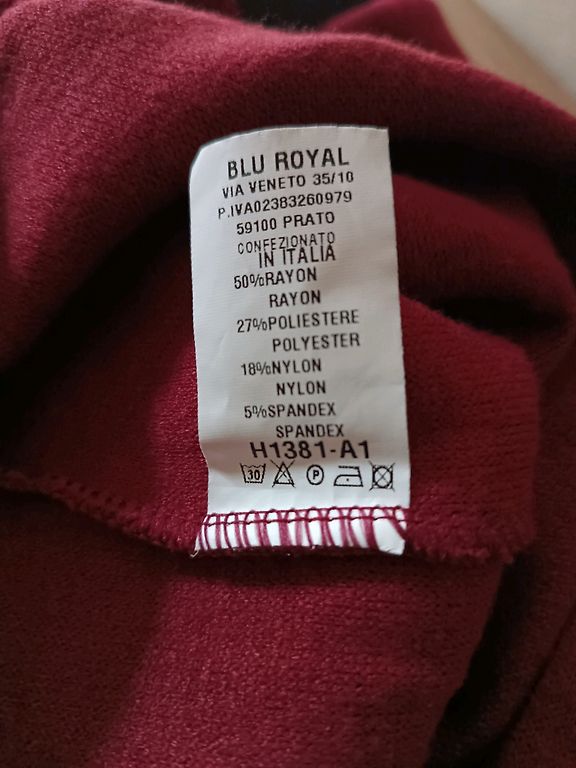 BLU ROYAL
VIA VENETO 35/10
P.IVA02383260979
59100 PRATO
CONFEZIONATO
IN ITALIA
50%RAYON
RAYON
27%POLIESTERE
POLYESTER
18%NYLON
NYLON
5%SPANDEX
SPANDEX
H1381-A1
30 P